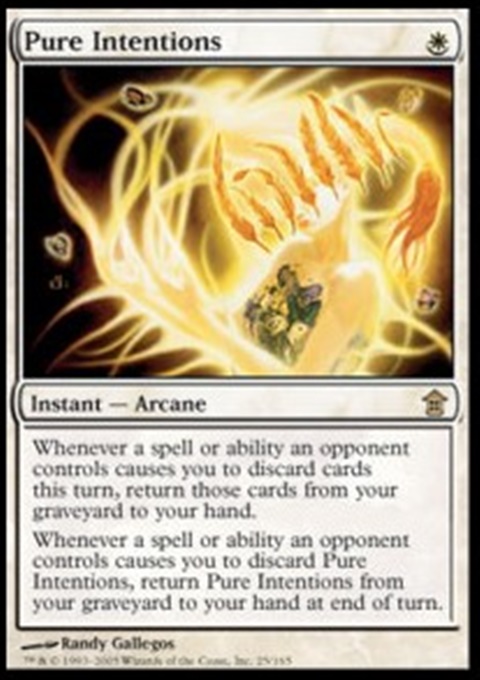 Pure Intentions
Instant — Arcane
Whenever a spell or ability an opponent
controls causes you to discard cards
this turn, return those cards from your
graveyard to your hand.
Whenever a spell or ability an opponent
controls causes you to discard Pure
Intentions, return Pure Intentions from
your graveyard to your hand at end of turn.
Randy Gallegos
™ & © 1993–2005 Wizards of the Coast, Inc. 25/165